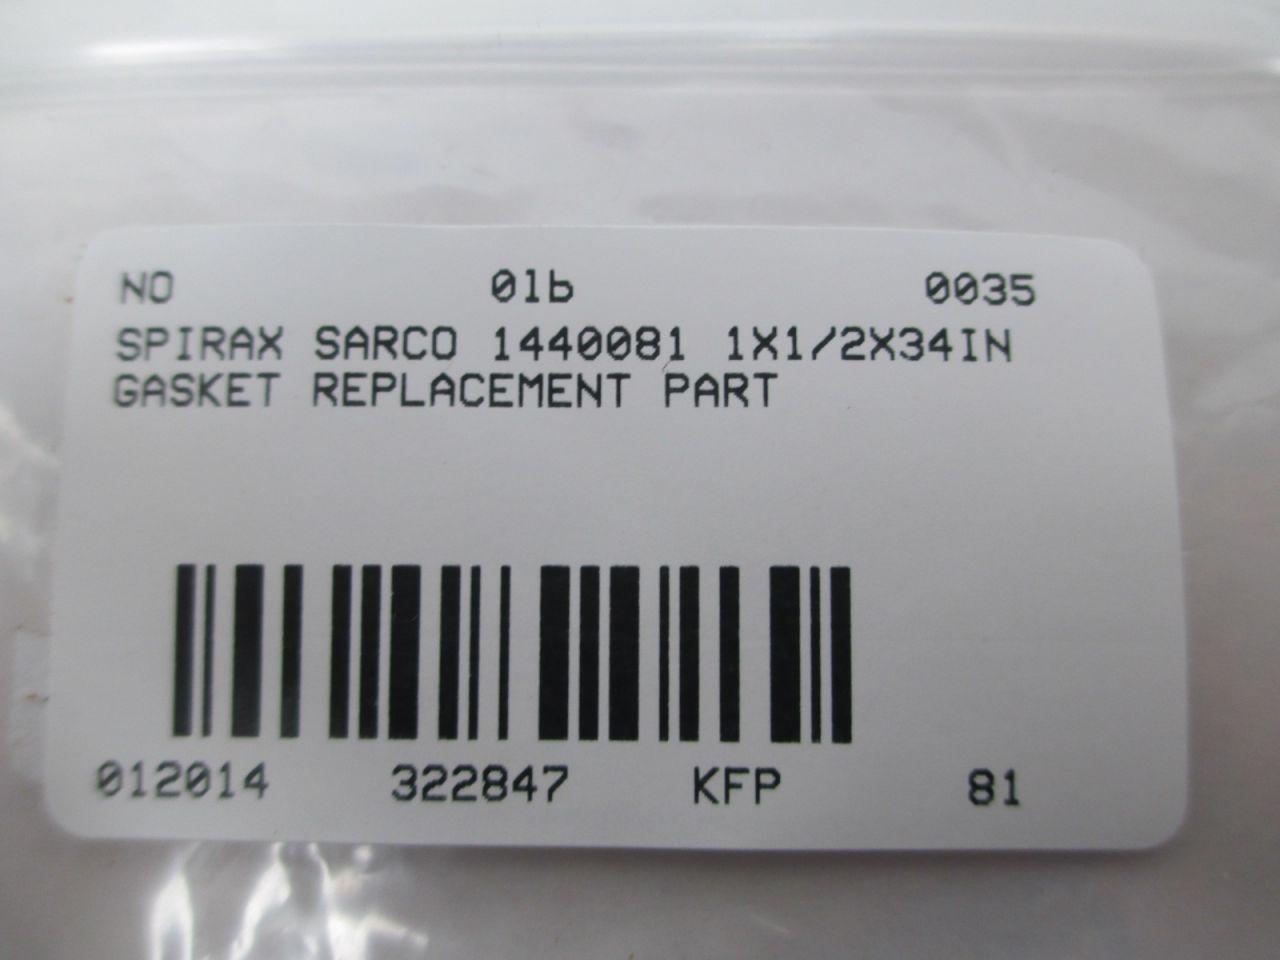 NO 01b 0035
SPIRAX SARCO 1440081 1X1/2X34IN
GASKET REPLACEMENT PART
012014 322847 KFP 81